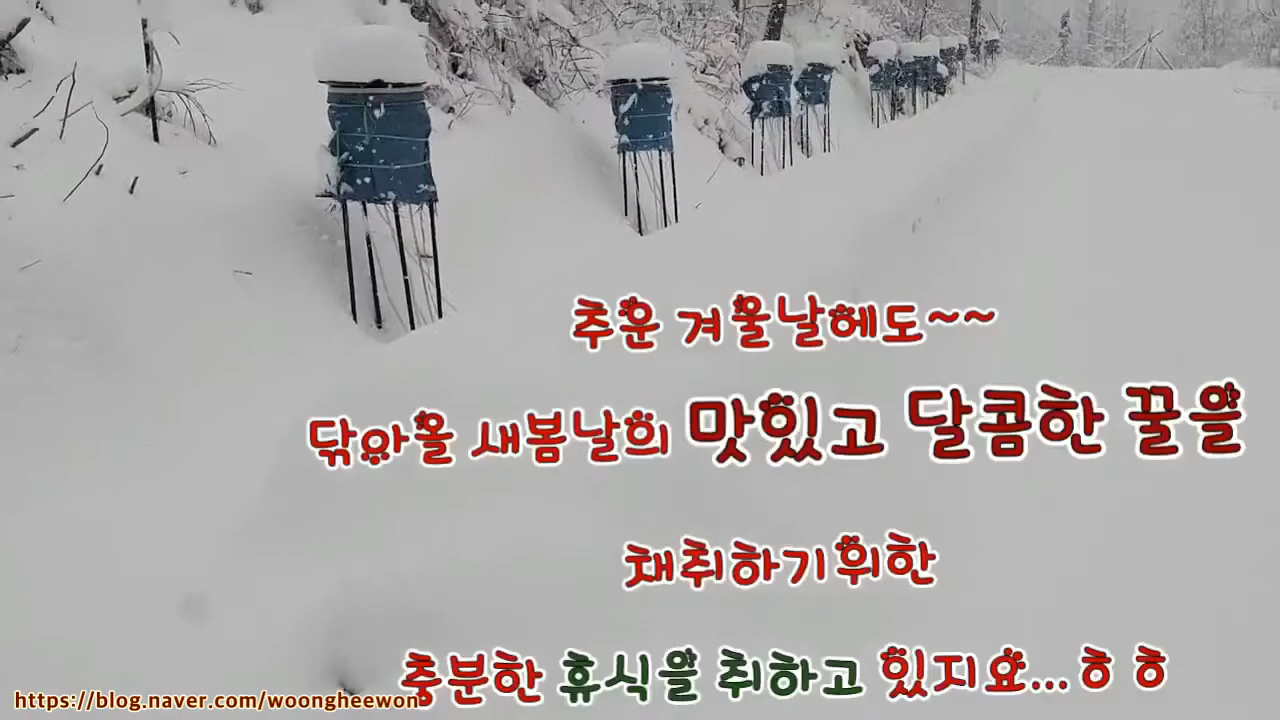 추운 겨울날헤도~~
닦아올 새봄날의 맛있고 달콤한 꿀을
채취하기위한
충분한 휴식을 취하고 있지요...ㅎ ㅎ
https://blog.naver.com/woongheewon